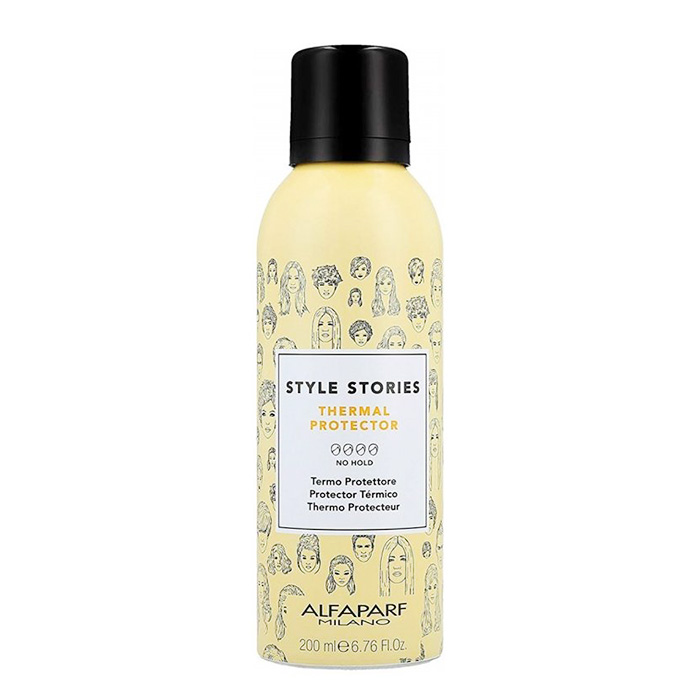 STYLE STORIES
THERMAL
PROTECTOR
NO HOLD
Termo Protettore
Protector Térmico
Thermo Protecteur
ALFAPARF
MILANO
200 ml℮6.76 Fl.Oz.